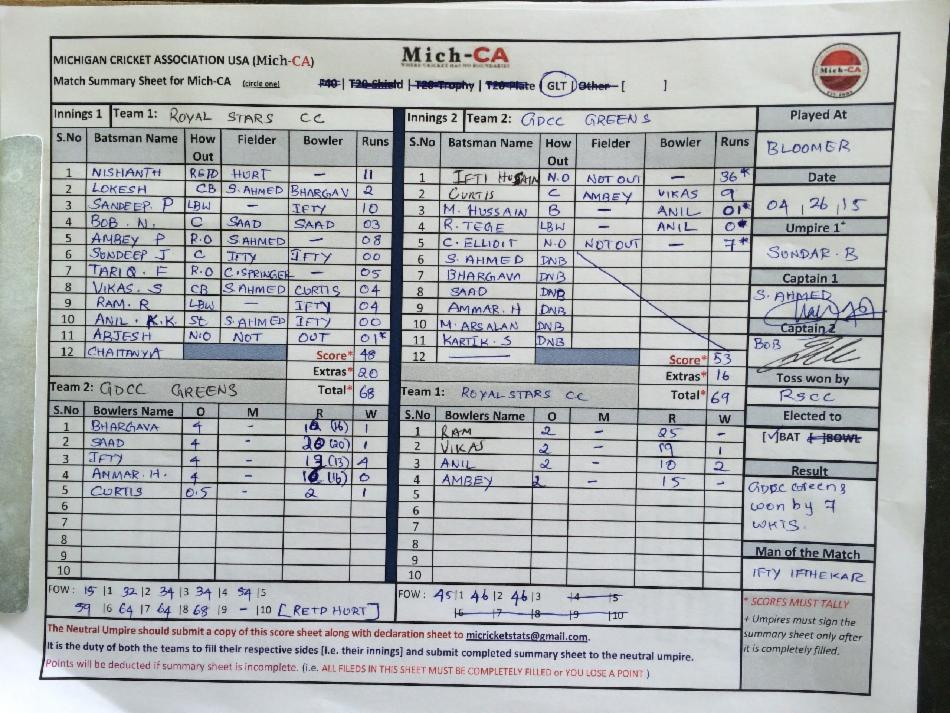 MICHIGAN CRICKET ASSOCIATION USA (Mich-CA)
Mich-CA
WHERE CRICKET HAS NO BOUNDARIES
Match Summary Sheet for Mich-CA (circle one) F40 | T20-Shield | T20-Trophy | T20-Plate | GLT | Other - [ ]
Mich-CA
Innings 1 Team 1: ROYAL STARS CC
S.No Batsman Name How Out Fielder Bowler Runs
1 NISHANTH RETD HURT - 11
2 LOKESH CB S.AHMED BHARGAV 2
3 SANDEEP. P LBW - IFTY 10
4 BOB. N. C SAAD SAAD 03
5 AMBEY P R.O S.AHMED - 08
6 SUNDEEP J C IFTY IFTY 00
7 TARIQ. F R.O C.SPRINGER - 05
8 VIKAS. S CB S.AHMED CURTIS 04
9 RAM. R LBW - IFTY 04
10 ANIL. K.K. St S.AHMED IFTY 00
11 ABJESH N.O NOT OUT 01*
12 CHAITANYA Score* 48
Extras* 20
Total* 68
Team 2: GDCC GREENS
S.No Bowlers Name O M R W
1 BHARGAVA 4 - (16) 1
2 SAAD 4 - 20 (20) 1
3 IFTY 4 - 13 (13) 4
4 AMMAR. H. 4 - (16) 0
5 CURTIS 0.5 - 2 1
6
7
8
9
10
FOW: 15 |1 32 |2 34 |3 34 |4 54 |5
59 |6 64 |7 64 |8 68 |9 - |10 [RETD HURT]
Innings 2 Team 2: GDCC GREENS
S.No Batsman Name How Out Fielder Bowler Runs
1 IFTI HUSAIN N.O NOT OUT - 36*
2 CURTIS C AMBEY VIKAS 9
3 M. HUSSAIN B - ANIL 01*
4 R. TEGE LBW - ANIL 0*
5 C. ELLIOIT N.O NOT OUT - 7*
6 S. AHMED DNB
7 BHARGAVA DNB
8 SAAD DNB
9 AMMAR. H DNB
10 M. ARSALAN DNB
11 KARTIK. S DNB
12 Score* 53
Extras* 16
Total* 69
Team 1: ROYAL STARS CC
S.No Bowlers Name O M R W
1 RAM 2 - 25 -
2 VIKAS 2 - 19 1
3 ANIL 2 - 10 2
4 AMBEY 2 - 15 -
5
6
7
8
9
10
FOW: 45 |1 46 |2 46 |3 |4 |5
|6 |7 |8 |9 |10
Played At
BLOOMER
Date
04 , 26 , 15
Umpire 1+
SUNDAR. B
Captain 1
S. AHMED
Captain 2
BOB
Toss won by
RSCC
Elected to
[✓] BAT [ ]BOWL
Result
GDCC Greens
won by 7
WKTS.
Man of the Match
IFTY IFTHEKAR
* SCORES MUST TALLY
+ Umpires must sign the
summary sheet only after
it is completely filled.
The Neutral Umpire should submit a copy of this score sheet along with declaration sheet to micricketstats@gmail.com.
It is the duty of both the teams to fill their respective sides [i.e. their innings] and submit completed summary sheet to the neutral umpire.
Points will be deducted if summary sheet is incomplete. (i.e. ALL FILEDS IN THIS SHEET MUST BE COMPLETELY FILLED or YOU LOSE A POINT )